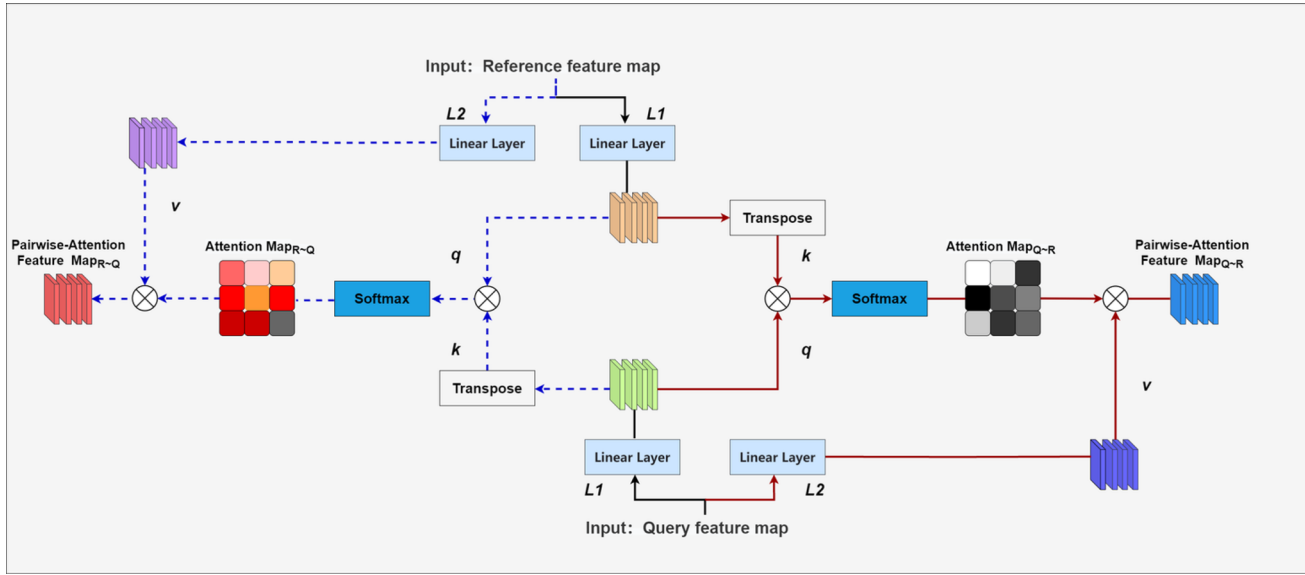 Input: Reference feature map
L2
L1
Linear Layer
Linear Layer
v
Transpose
Pairwise-Attention
Feature MapR~Q
Attention MapR~Q
q
k
Attention MapQ~R
Pairwise-Attention
Feature MapQ~R
Softmax
Softmax
k
q
Transpose
v
Linear Layer
Linear Layer
L1
L2
Input: Query feature map